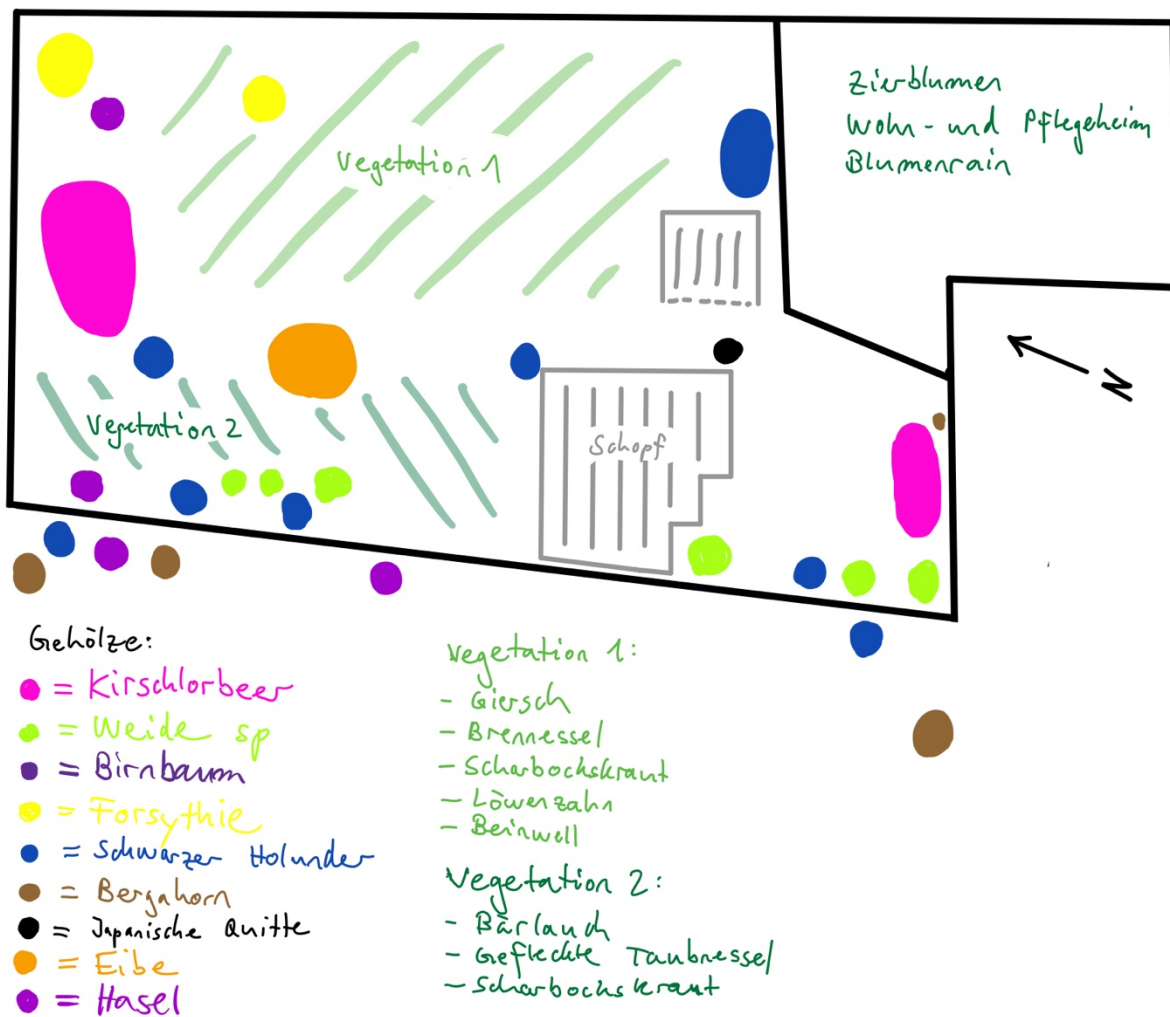 Zierblumen
Wohn- und Pflegeheim
Blumenrain
Vegetation 1
N
Schopf
Vegetation 2
Gehölze:
= Kirschlorbeer
= Weide sp
= Birnbaum
= Forsythie
= Schwarzer Holunder
= Bergahorn
= Japanische Quitte
= Eibe
= Hasel
Vegetation 1:
- Giersch
- Brennessel
- Scharbockskraut
- Löwenzahn
- Beinwell
Vegetation 2:
- Bärlauch
- Gefleckte Taubnessel
- Scharbockskraut